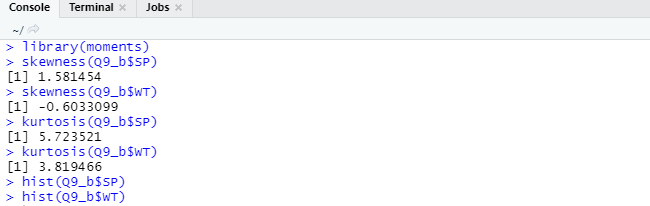 Console Terminal × Jobs ×
~/
> library(moments)
> skewness(Q9_b$SP)
[1] 1.581454
> skewness(Q9_b$WT)
[1] -0.6033099
> kurtosis(Q9_b$SP)
[1] 5.723521
> kurtosis(Q9_b$WT)
[1] 3.819466
> hist(Q9_b$SP)
> hist(Q9_b$WT)